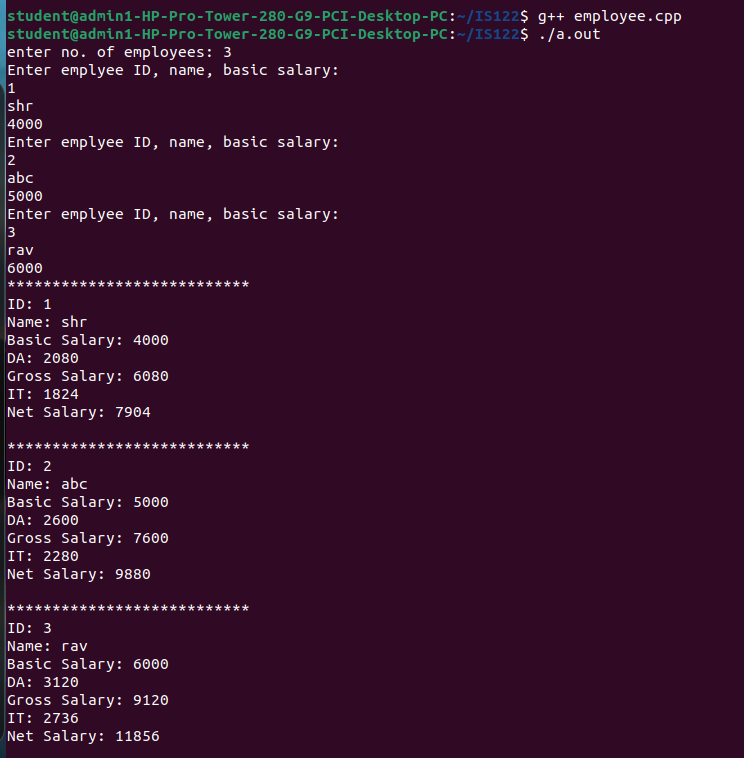 student@admin1-HP-Pro-Tower-280-G9-PCI-Desktop-PC:~/IS122$ g++ employee.cpp
student@admin1-HP-Pro-Tower-280-G9-PCI-Desktop-PC:~/IS122$ ./a.out
enter no. of employees: 3
Enter emplyee ID, name, basic salary:
1
shr
4000
Enter emplyee ID, name, basic salary:
2
abc
5000
Enter emplyee ID, name, basic salary:
3
rav
6000
***************************
ID: 1
Name: shr
Basic Salary: 4000
DA: 2080
Gross Salary: 6080
IT: 1824
Net Salary: 7904
***************************
ID: 2
Name: abc
Basic Salary: 5000
DA: 2600
Gross Salary: 7600
IT: 2280
Net Salary: 9880
***************************
ID: 3
Name: rav
Basic Salary: 6000
DA: 3120
Gross Salary: 9120
IT: 2736
Net Salary: 11856